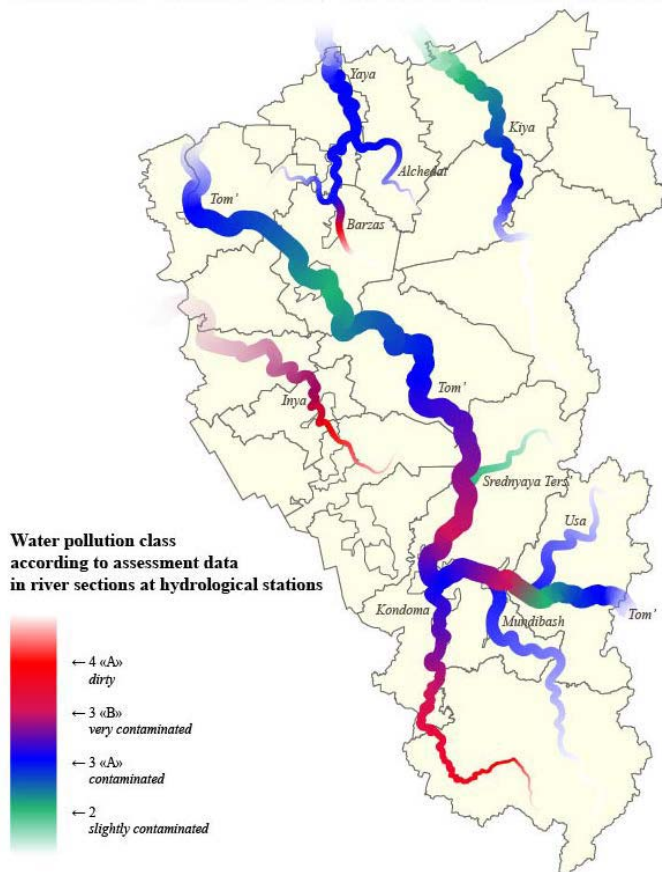 Yaya
Kiya
Alchedat
Tom'
Barzas
Tom'
Inya
Srednyaya Ters'
Usa
Water pollution class
according to assessment data
in river sections at hydrological stations
Kondoma
Mundibash
Tom'
← 4 «A»
dirty
← 3 «B»
very contaminated
← 3 «A»
contaminated
← 2
slightly contaminated